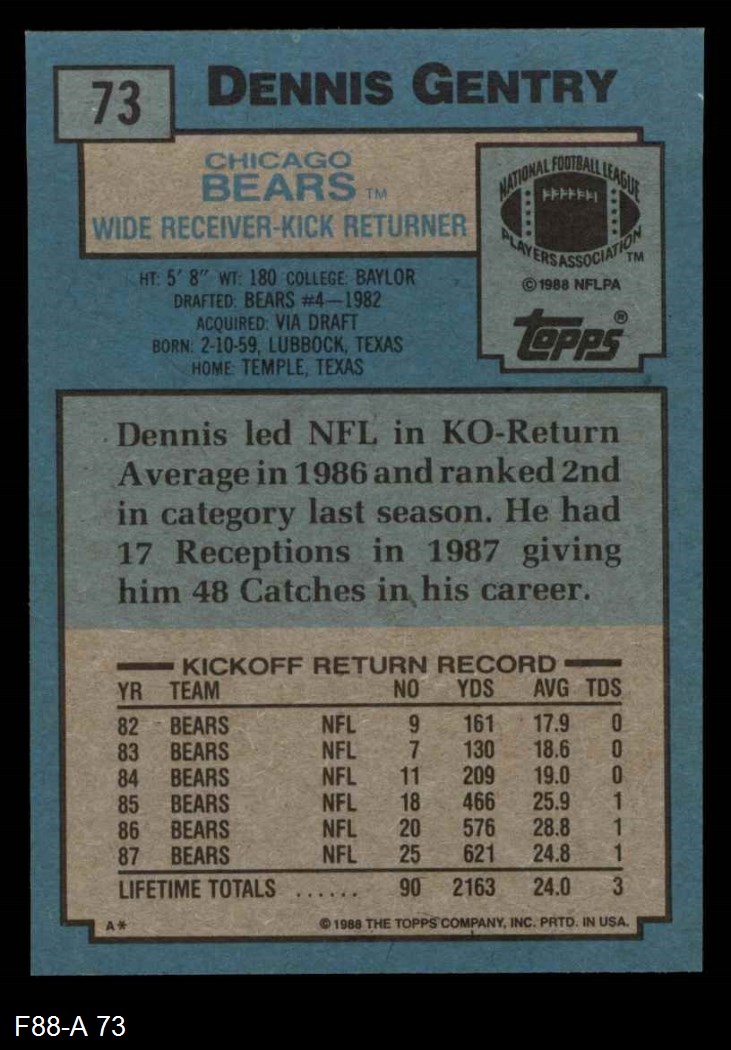 73
DENNIS GENTRY
CHICAGO
BEARS TM
WIDE RECEIVER-KICK RETURNER
NATIONAL FOOTBALL LEAGUE
PLAYERS ASSOCIATION TM
© 1988 NFLPA
topps®
HT: 5' 8" WT: 180 COLLEGE: BAYLOR
DRAFTED: BEARS #4—1982
ACQUIRED: VIA DRAFT
BORN: 2-10-59, LUBBOCK, TEXAS
HOME: TEMPLE, TEXAS
Dennis led NFL in KO-Return
Average in 1986 and ranked 2nd
in category last season. He had
17 Receptions in 1987 giving
him 48 Catches in his career.
KICKOFF RETURN RECORD
YR TEAM NO YDS AVG TDS
82 BEARS NFL 9 161 17.9 0
83 BEARS NFL 7 130 18.6 0
84 BEARS NFL 11 209 19.0 0
85 BEARS NFL 18 466 25.9 1
86 BEARS NFL 20 576 28.8 1
87 BEARS NFL 25 621 24.8 1
LIFETIME TOTALS ...... 90 2163 24.0 3
A* © 1988 THE TOPPS COMPANY, INC. PRTD. IN USA.
F88-A 73